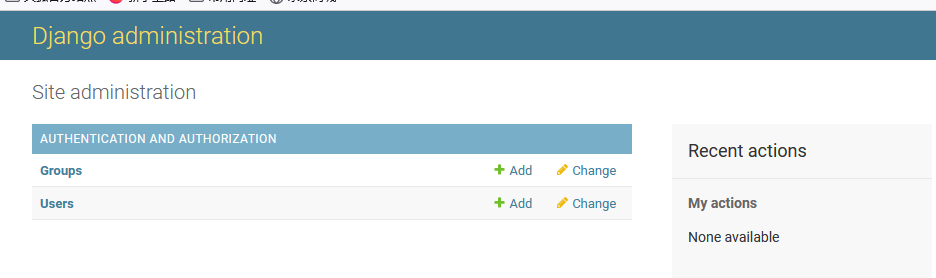 Django administration
Site administration
AUTHENTICATION AND AUTHORIZATION
Groups Add Change
Users Add Change
Recent actions
My actions
None available